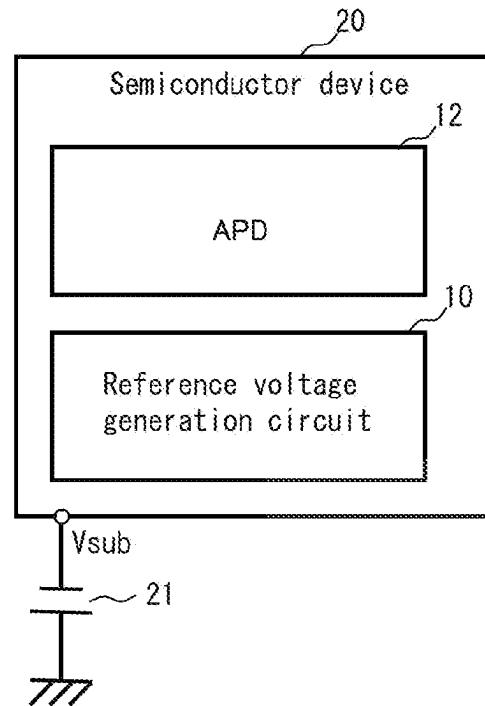 20
Semiconductor device
12
APD
10
Reference voltage
generation circuit
Vsub
21